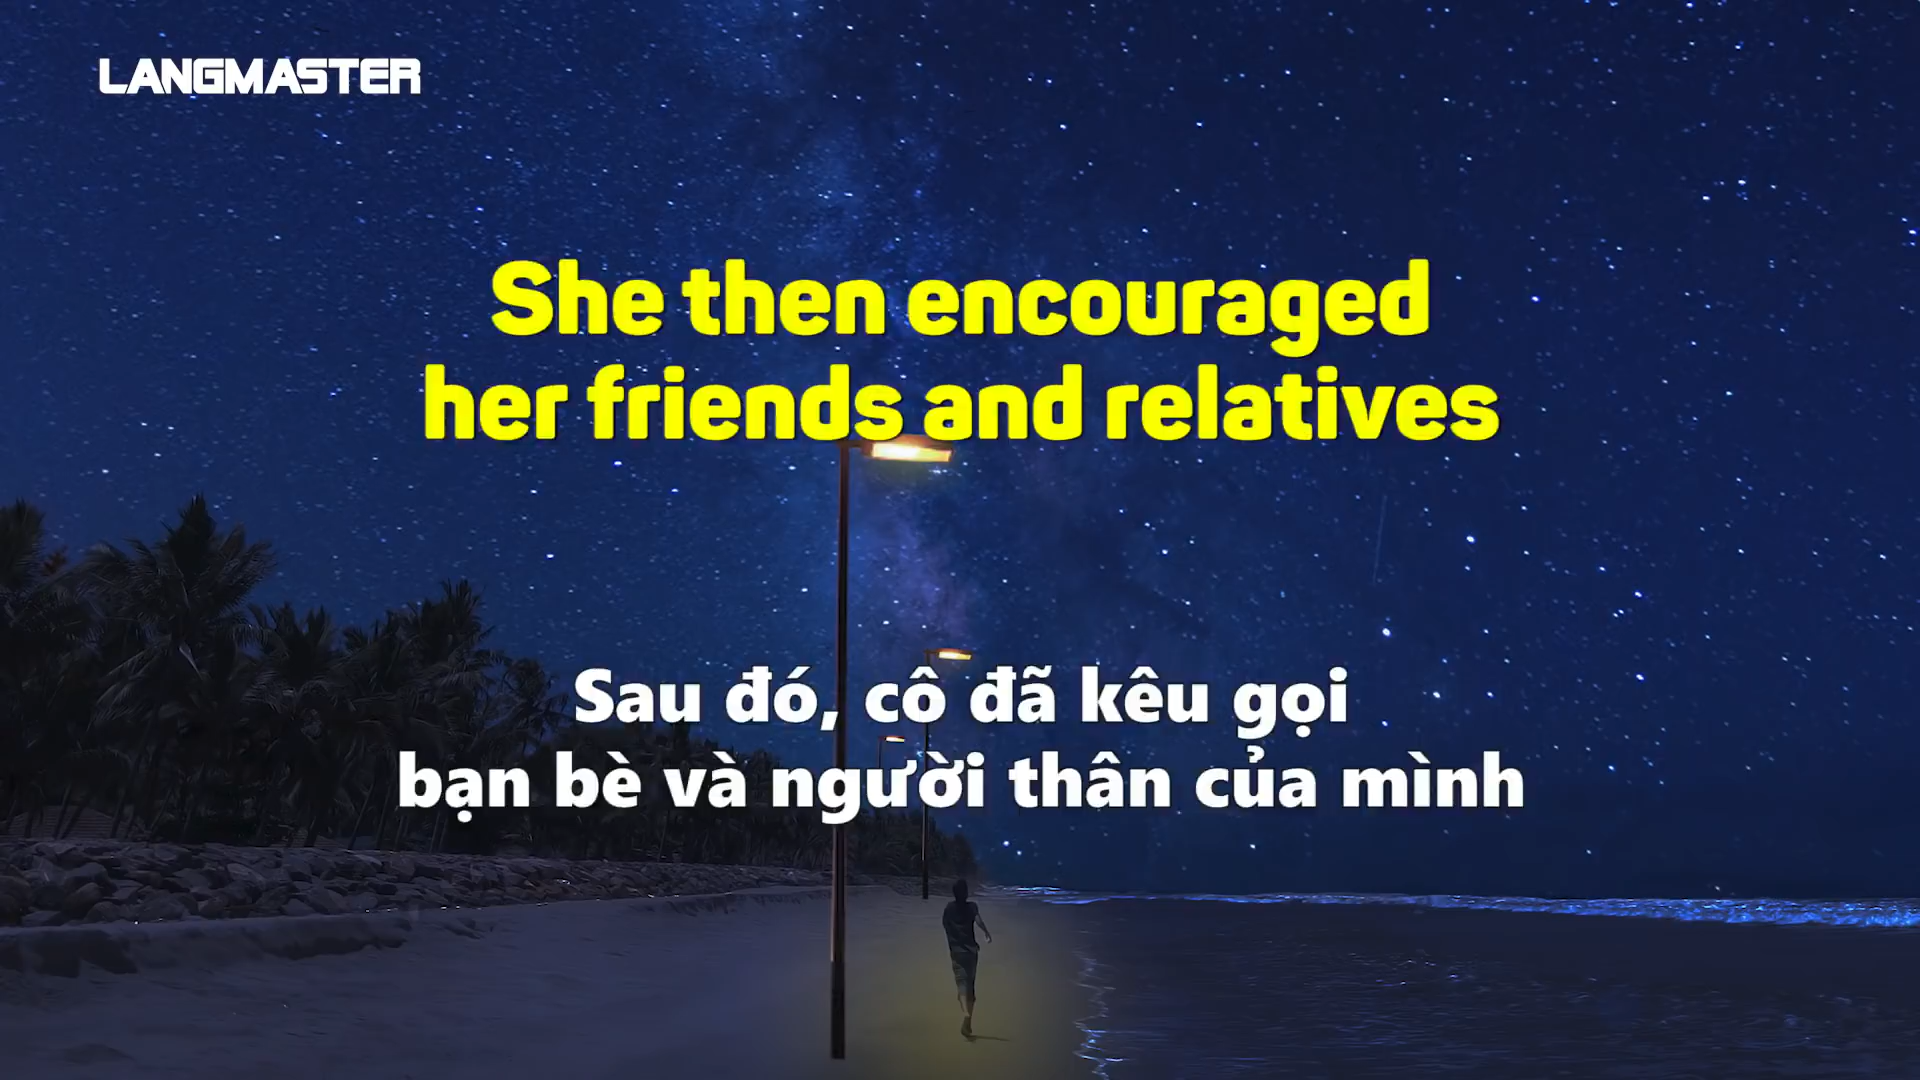 LANGMASTER
She then encouraged
her friends and relatives
Sau đó, cô đã kêu gọi
bạn bè và người thân của mình